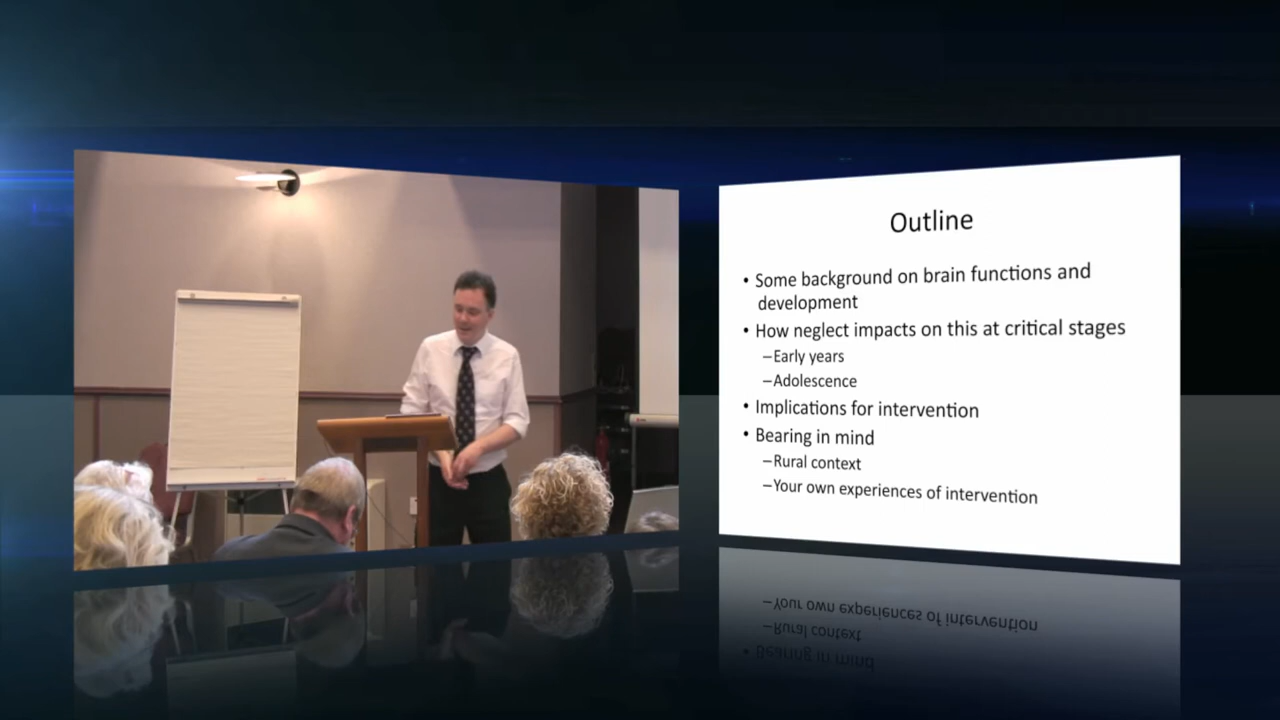 Outline
• Some background on brain functions and
development
• How neglect impacts on this at critical stages
–Early years
–Adolescence
• Implications for intervention
• Bearing in mind
–Rural context
–Your own experiences of intervention